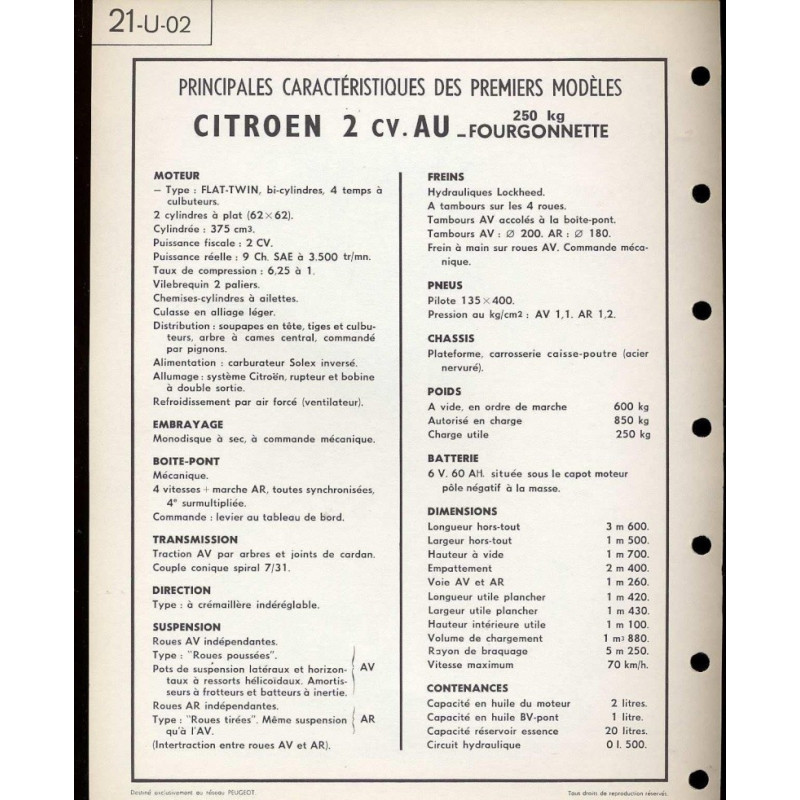 21-U-02
PRINCIPALES CARACTÉRISTIQUES DES PREMIERS MODÈLES
CITROEN 2 CV. AU - 250 kg FOURGONNETTE
MOTEUR
– Type : FLAT-TWIN, bi-cylindres, 4 temps à
culbuteurs.
2 cylindres à plat (62×62).
Cylindrée : 375 cm3.
Puissance fiscale : 2 CV.
Puissance réelle : 9 Ch. SAE à 3.500 tr/mn.
Taux de compression : 6,25 à 1.
Vilebrequin 2 paliers.
Chemises-cylindres à ailettes.
Culasse en alliage léger.
Distribution : soupapes en tête, tiges et culbu-
teurs, arbre à cames central, commandé
par pignons.
Alimentation : carburateur Solex inversé.
Allumage : système Citroën, rupteur et bobine
à double sortie.
Refroidissement par air forcé (ventilateur).
EMBRAYAGE
Monodisque à sec, à commande mécanique.
BOITE-PONT
Mécanique.
4 vitesses + marche AR, toutes synchronisées,
4e surmultipliée.
Commande : levier au tableau de bord.
TRANSMISSION
Traction AV par arbres et joints de cardan.
Couple conique spiral 7/31.
DIRECTION
Type : à crémaillère indéréglable.
SUSPENSION
Roues AV indépendantes.
Type : "Roues poussées".
Pots de suspension latéraux et horizon-
taux à ressorts hélicoïdaux. Amortis-
seurs à frotteurs et batteurs à inertie.
AV
Roues AR indépendantes.
Type : "Roues tirées". Même suspension
qu'à l'AV.
AR
(Intertraction entre roues AV et AR).
FREINS
Hydrauliques Lockheed.
A tambours sur les 4 roues.
Tambours AV accolés à la boite-pont.
Tambours AV : Ø 200. AR : Ø 180.
Frein à main sur roues AV. Commande méca-
nique.
PNEUS
Pilote 135×400.
Pression au kg/cm2 : AV 1,1. AR 1,2.
CHASSIS
Plateforme, carrosserie caisse-poutre (acier
nervuré).
POIDS
A vide, en ordre de marche 600 kg
Autorisé en charge 850 kg
Charge utile 250 kg
BATTERIE
6 V. 60 AH. située sous le capot moteur
pôle négatif à la masse.
DIMENSIONS
Longueur hors-tout 3 m 600.
Largeur hors-tout 1 m 500.
Hauteur à vide 1 m 700.
Empattement 2 m 400.
Voie AV et AR 1 m 260.
Longueur utile plancher 1 m 420.
Largeur utile plancher 1 m 430.
Hauteur intérieure utile 1 m 100.
Volume de chargement 1 m3 880.
Rayon de braquage 5 m 250.
Vitesse maximum 70 km/h.
CONTENANCES
Capacité en huile du moteur 2 litres.
Capacité en huile BV-pont 1 litre.
Capacité réservoir essence 20 litres.
Circuit hydraulique 0 l. 500.
Destiné exclusivement au réseau PEUGEOT.
Tous droits de reproduction réservés.